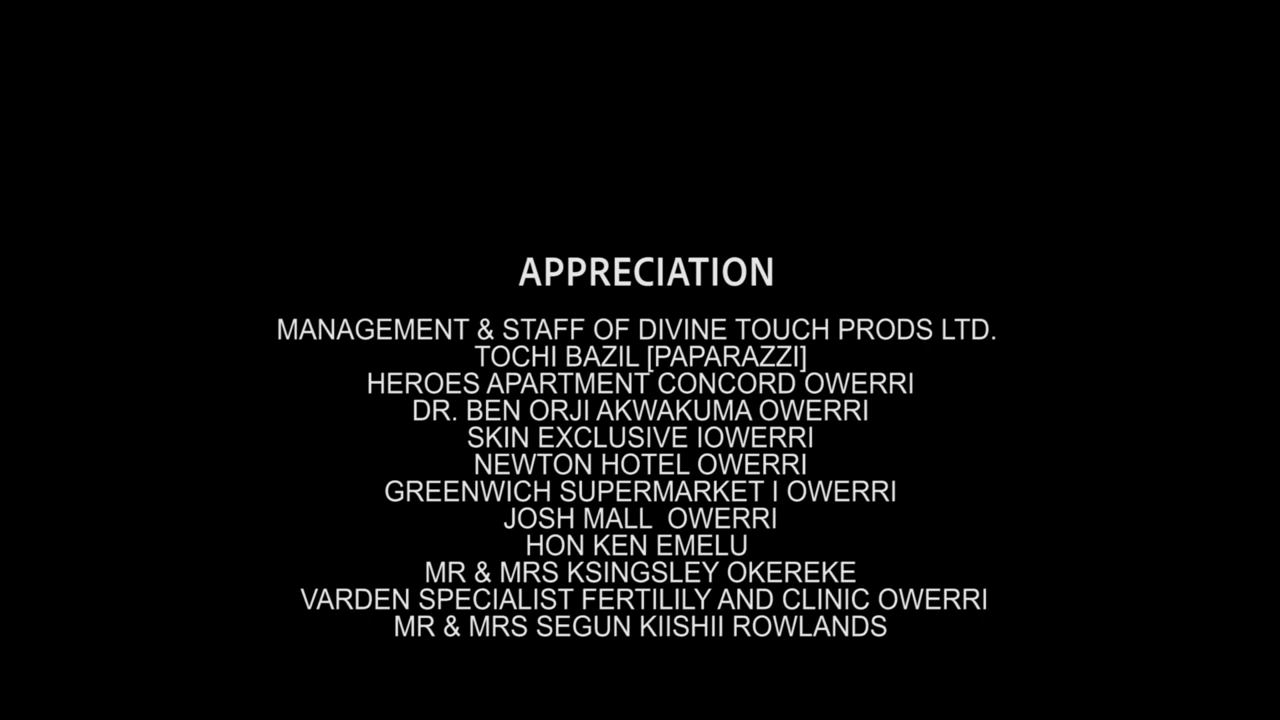 APPRECIATION
MANAGEMENT & STAFF OF DIVINE TOUCH PRODS LTD.
TOCHI BAZIL [PAPARAZZI]
HEROES APARTMENT CONCORD OWERRI
DR. BEN ORJI AKWAKUMA OWERRI
SKIN EXCLUSIVE IOWERRI
NEWTON HOTEL OWERRI
GREENWICH SUPERMARKET I OWERRI
JOSH MALL  OWERRI
HON KEN EMELU
MR & MRS KSINGSLEY OKEREKE
VARDEN SPECIALIST FERTILILY AND CLINIC OWERRI
MR & MRS SEGUN KIISHII ROWLANDS